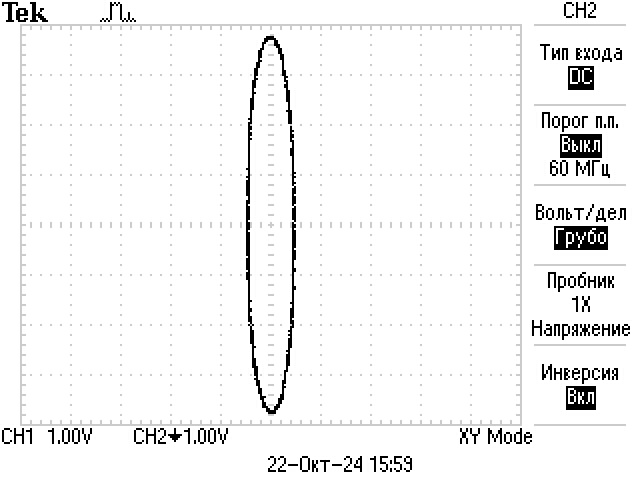 Tek
CH2
Тип входа
DC
Порог п.п.
Выкл
60 МГц
Вольт/дел
Грубо
Пробник
1X
Напряжение
Инверсия
Вкл
CH1 1.00V CH2 1.00V XY Mode
22-Окт-24 15:59